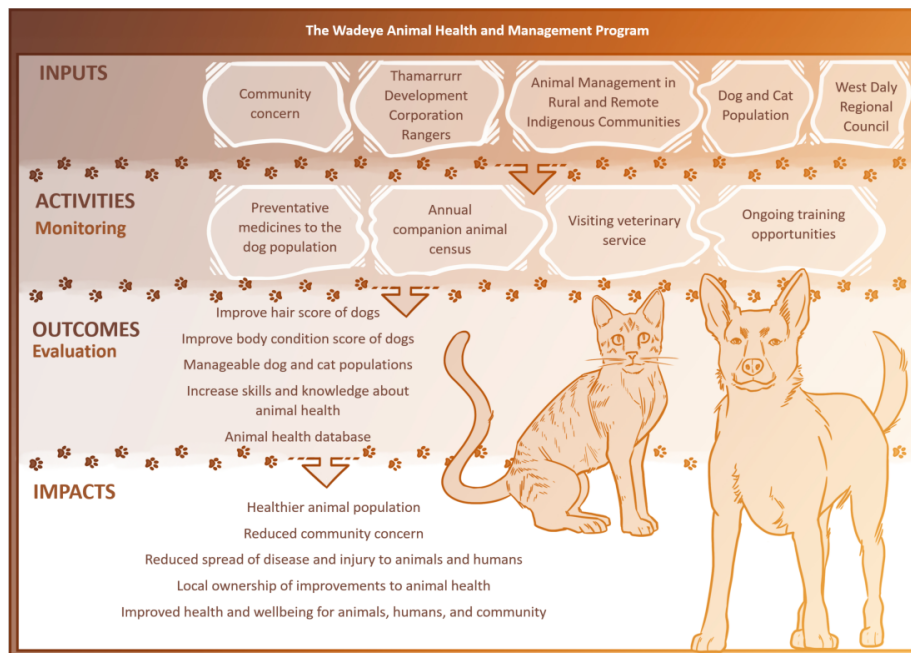 The Wadeye Animal Health and Management Program
INPUTS
Community
concern
Thamarrurr
Development
Corporation
Rangers
Animal Management in
Rural and Remote
Indigenous Communities
Dog and Cat
Population
West Daly
Regional
Council
ACTIVITIES
Monitoring
Preventative
medicines to the
dog population
Annual
companion animal
census
Visiting veterinary
service
Ongoing training
opportunities
OUTCOMES
Evaluation
Improve hair score of dogs
Improve body condition score of dogs
Manageable dog and cat populations
Increase skills and knowledge about
animal health
Animal health database
IMPACTS
Healthier animal population
Reduced community concern
Reduced spread of disease and injury to animals and humans
Local ownership of improvements to animal health
Improved health and wellbeing for animals, humans, and community